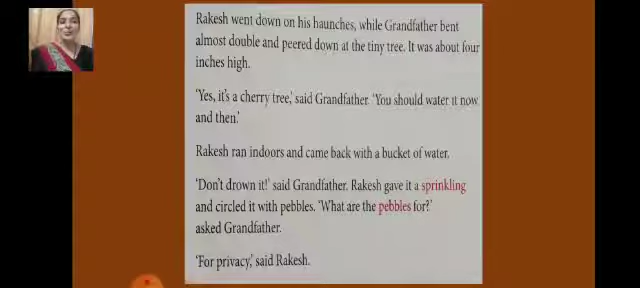 Rakesh went down on his haunches, while Grandfather bent
almost double and peered down at the tiny tree. It was about four
inches high.
'Yes, it's a cherry tree,' said Grandfather. 'You should water it now
and then.'
Rakesh ran indoors and came back with a bucket of water.
'Don't drown it!' said Grandfather. Rakesh gave it a sprinkling
and circled it with pebbles. 'What are the pebbles for?'
asked Grandfather.
'For privacy,' said Rakesh.